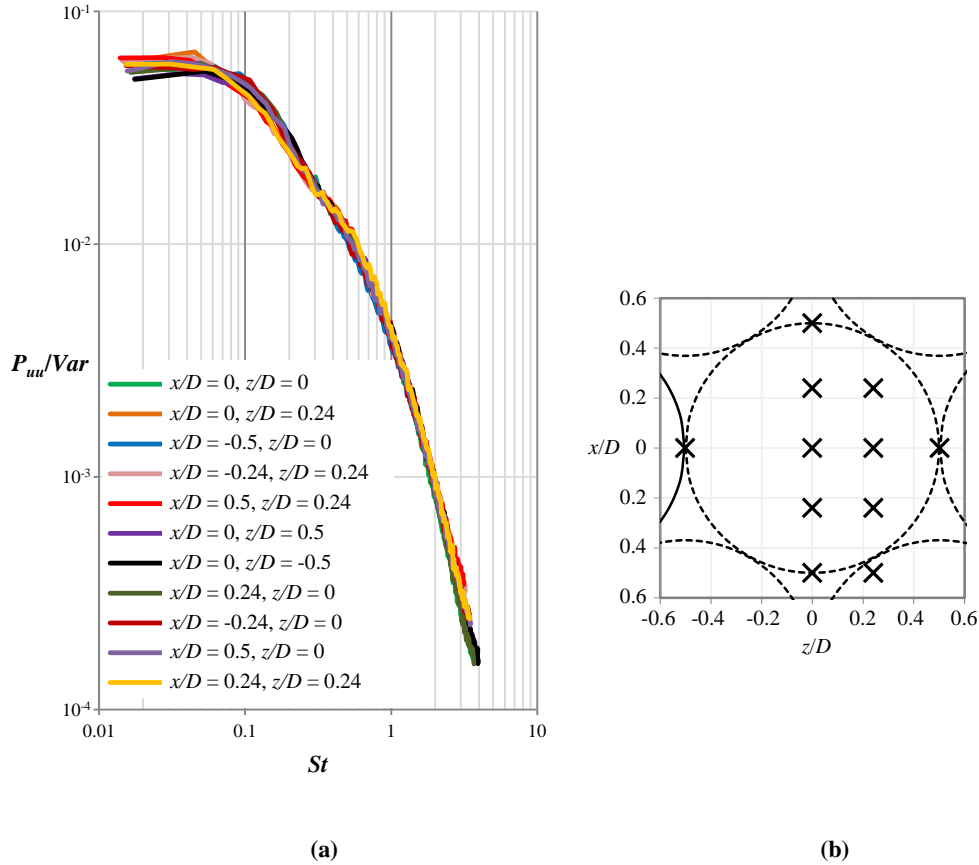 10-1
10-2
10-3
10-4
Puu/Var
x/D = 0, z/D = 0
x/D = 0, z/D = 0.24
x/D = -0.5, z/D = 0
x/D = -0.24, z/D = 0.24
x/D = 0.5, z/D = 0.24
x/D = 0, z/D = 0.5
x/D = 0, z/D = -0.5
x/D = 0.24, z/D = 0
x/D = -0.24, z/D = 0
x/D = 0.5, z/D = 0
x/D = 0.24, z/D = 0.24
0.01 0.1 1 10
St
(a)
0.6
0.4
0.2
x/D 0
0.2
0.4
0.6
-0.6 -0.4 -0.2 0 0.2 0.4 0.6
z/D
(b)